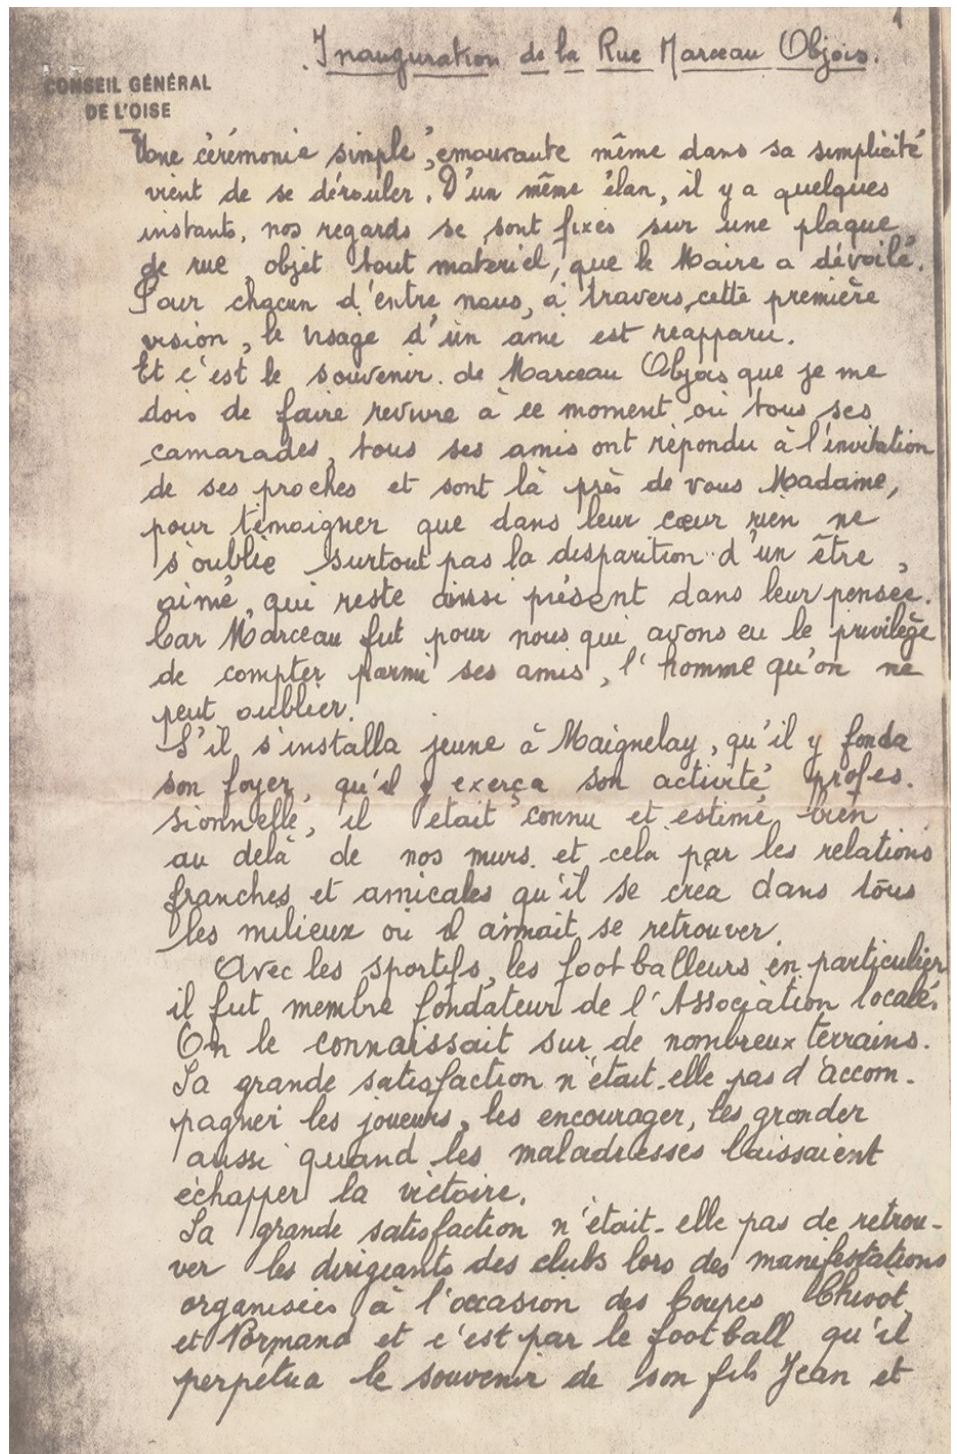 1
Inauguration de la Rue Marceau Objois.
CONSEIL GÉNÉRAL
DE L'OISE
Une cérémonie simple, émouvante même dans sa simplicité
vient de se dérouler. D'un même élan, il y a quelques
instants, nos regards se sont fixés sur une plaque
de rue, objet tout matériel, que le Maire a dévoilé.
Pour chacun d'entre nous, à travers cette première
vision, le visage d'un ami est réapparu.
Et c'est le souvenir de Marceau Objois que je me
dois de faire revivre à ce moment où tous ses
camarades, tous ses amis ont répondu à l'invitation
de ses proches et sont là près de vous Madame,
pour témoigner que dans leur cœur rien ne
s'oublie surtout pas la disparition d'un être
aimé, qui reste aussi présent dans leur pensée.
Car Marceau fut pour nous qui avons eu le privilège
de compter parmi ses amis, l'homme qu'on ne
peut oublier.
S'il s'installa jeune à Maignelay, qu'il y fonda
son foyer, qu'il y exerça son activité profes-
sionnelle, il était connu et estimé bien
au delà de nos murs et cela par les relations
franches et amicales qu'il se créa dans tous
les milieux où il aimait se retrouver.
Avec les sportifs, les footballeurs en particulier
il fut membre fondateur de l'Association locale.
On le connaissait sur de nombreux terrains.
Sa grande satisfaction n'était-elle pas d'accom-
pagner les joueurs, les encourager, les gronder
aussi quand les maladresses laissaient
échapper la victoire.
Sa grande satisfaction n'était-elle pas de retrou-
ver les dirigeants des clubs lors des manifestations
organisées à l'occasion des Coupes Chivot
et Normand et c'est par le football qu'il
perpétua le souvenir de son fils Jean et